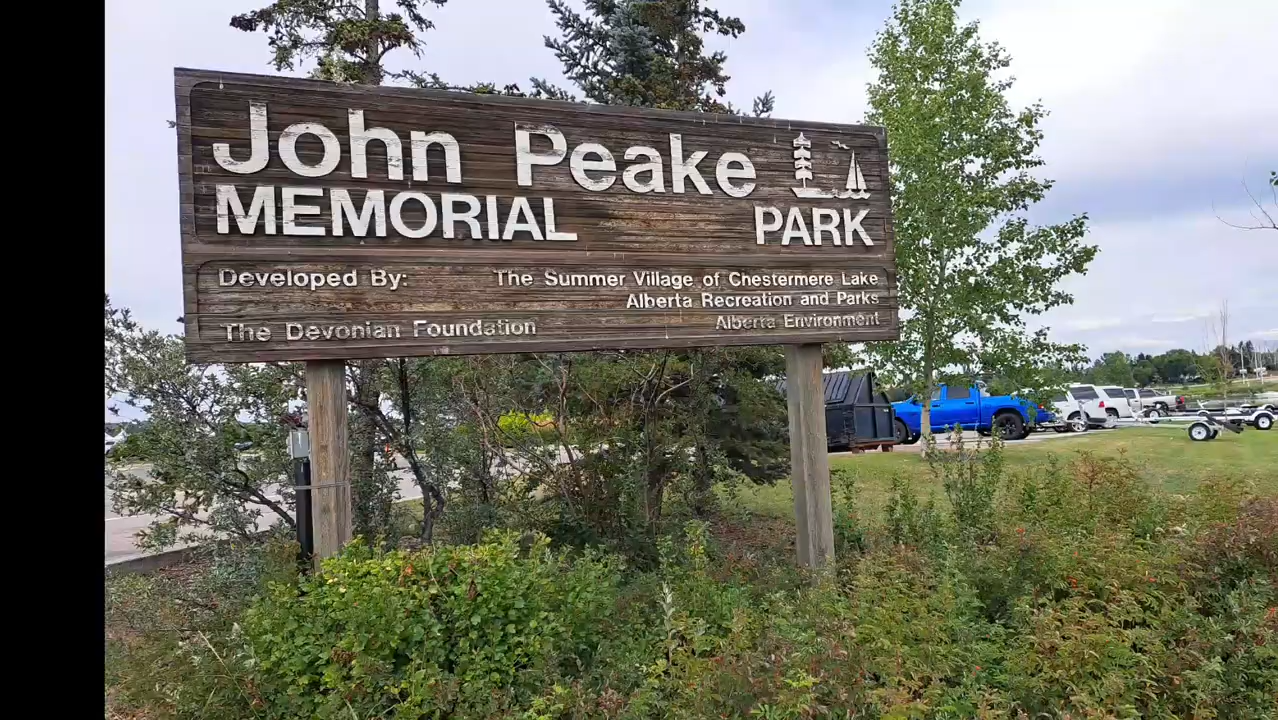 John Peake
MEMORIAL PARK
Developed By: The Summer Village of Chestermere Lake
Alberta Recreation and Parks
The Devonian Foundation Alberta Environment